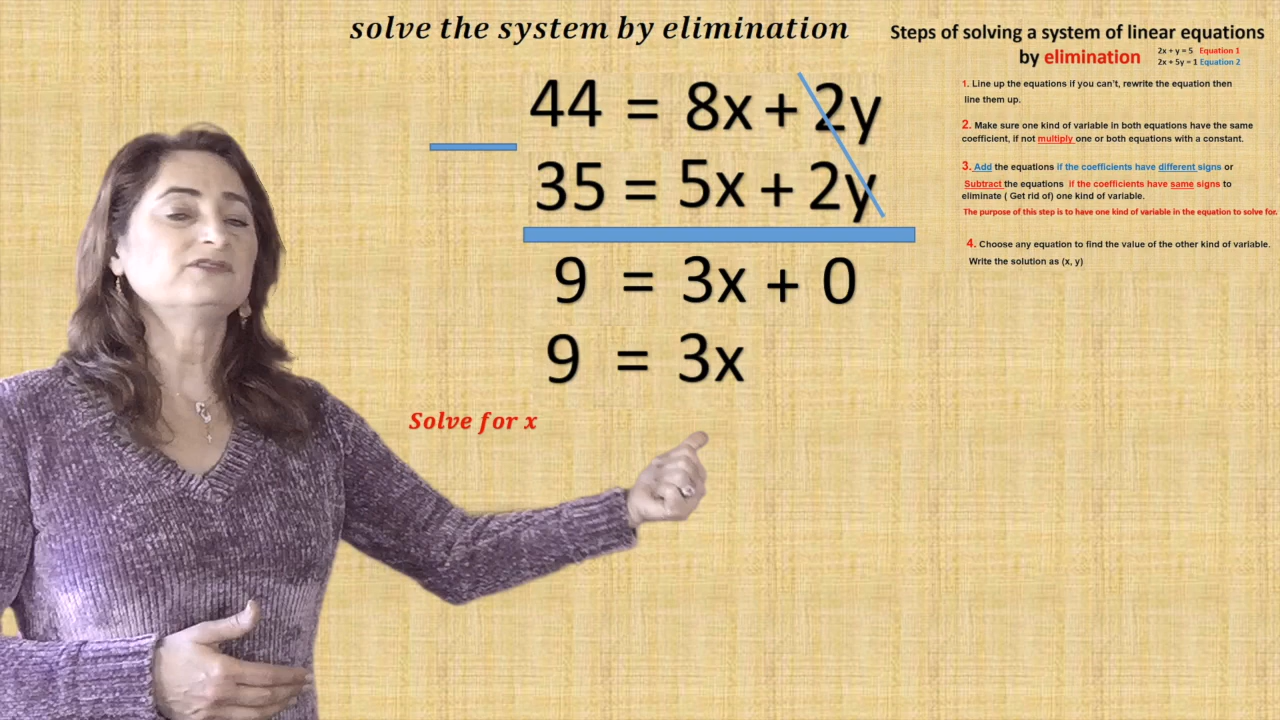 solve the system by elimination
44 = 8x + 2y
35 = 5x + 2y
9 = 3x + 0
9 = 3x
Solve for x
Steps of solving a system of linear equations
by elimination
2x + y = 5 Equation 1
2x + 5y = 1 Equation 2
1. Line up the equations if you can't, rewrite the equation then
line them up.
2. Make sure one kind of variable in both equations have the same
coefficient, if not multiply one or both equations with a constant.
3. Add the equations if the coefficients have different signs or
Subtract the equations if the coefficients have same signs to
eliminate ( Get rid of) one kind of variable.
The purpose of this step is to have one kind of variable in the equation to solve for.
4. Choose any equation to find the value of the other kind of variable.
Write the solution as (x, y)